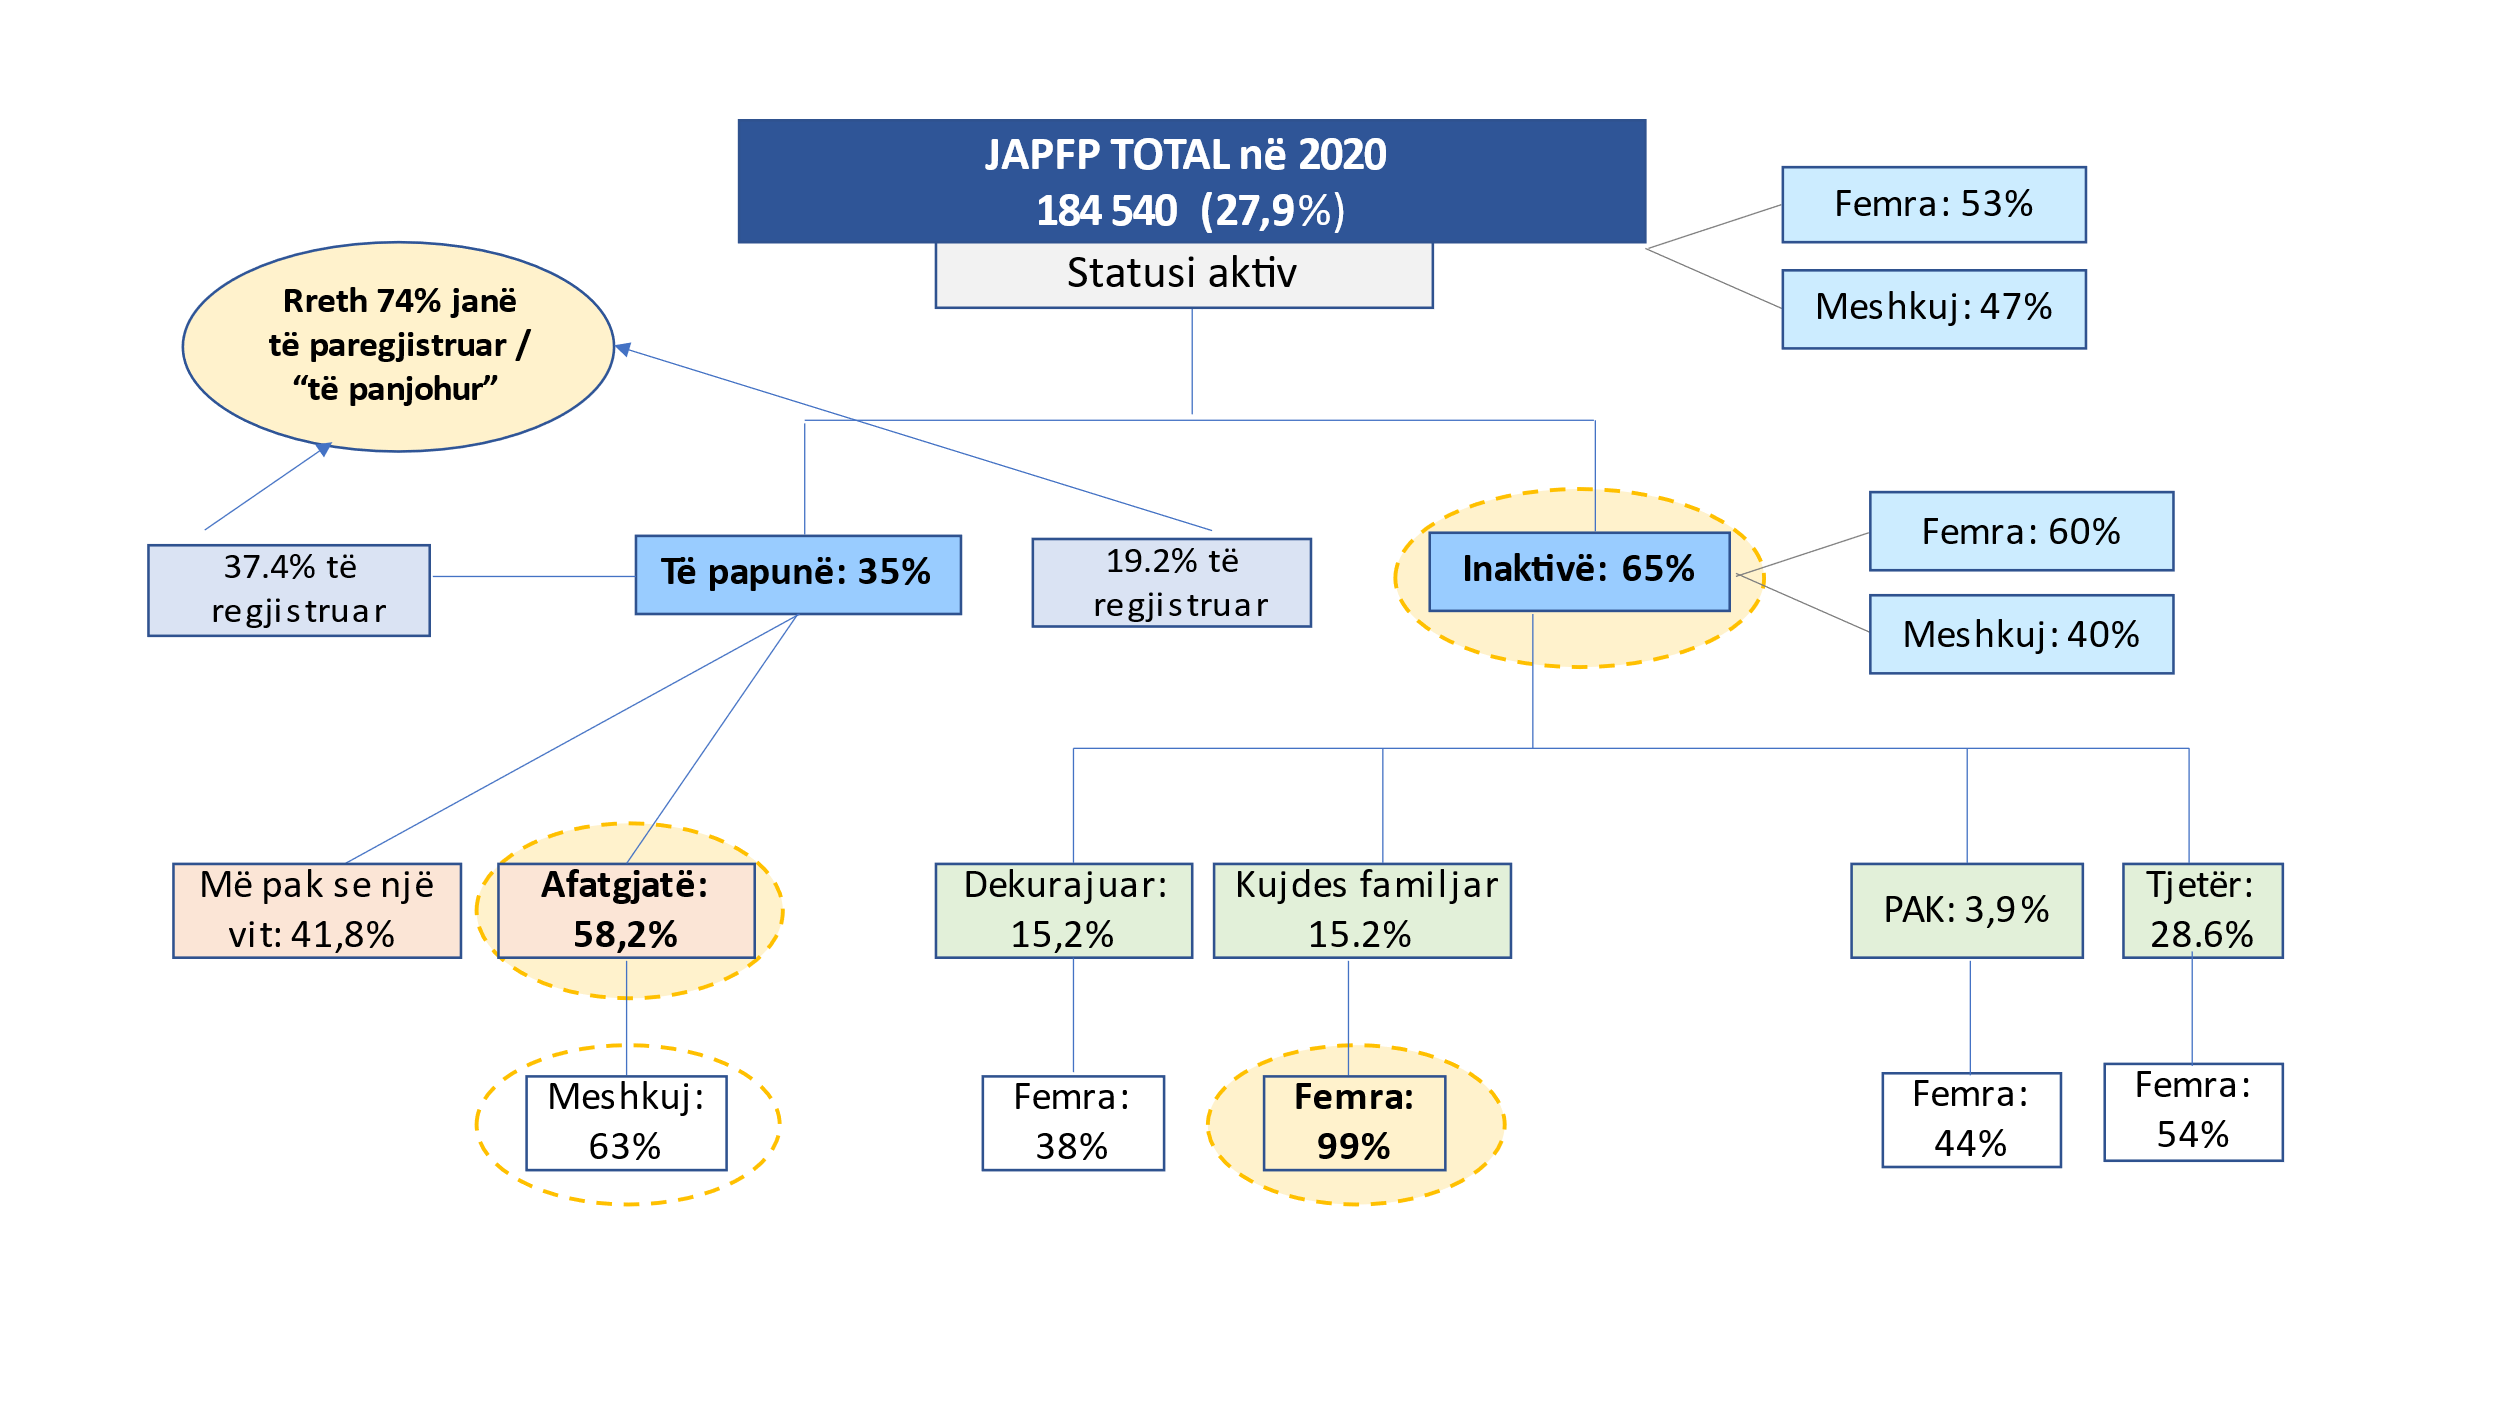 JAPFP TOTAL në 2020
184 540 (27,9%)
Statusi aktiv
Femra: 53%
Meshkuj: 47%
Rreth 74% janë
të paregjistruar /
“të panjohur”
37.4% të
regjistruar
Të papunë: 35%
19.2% të
regjistruar
Inaktivë: 65%
Femra: 60%
Meshkuj: 40%
Më pak se një
vit: 41,8%
Afatgjatë:
58,2%
Dekurajuar:
15,2%
Kujdes familjar
15.2%
PAK: 3,9%
Tjetër:
28.6%
Meshkuj:
63%
Femra:
38%
Femra:
99%
Femra:
44%
Femra:
54%